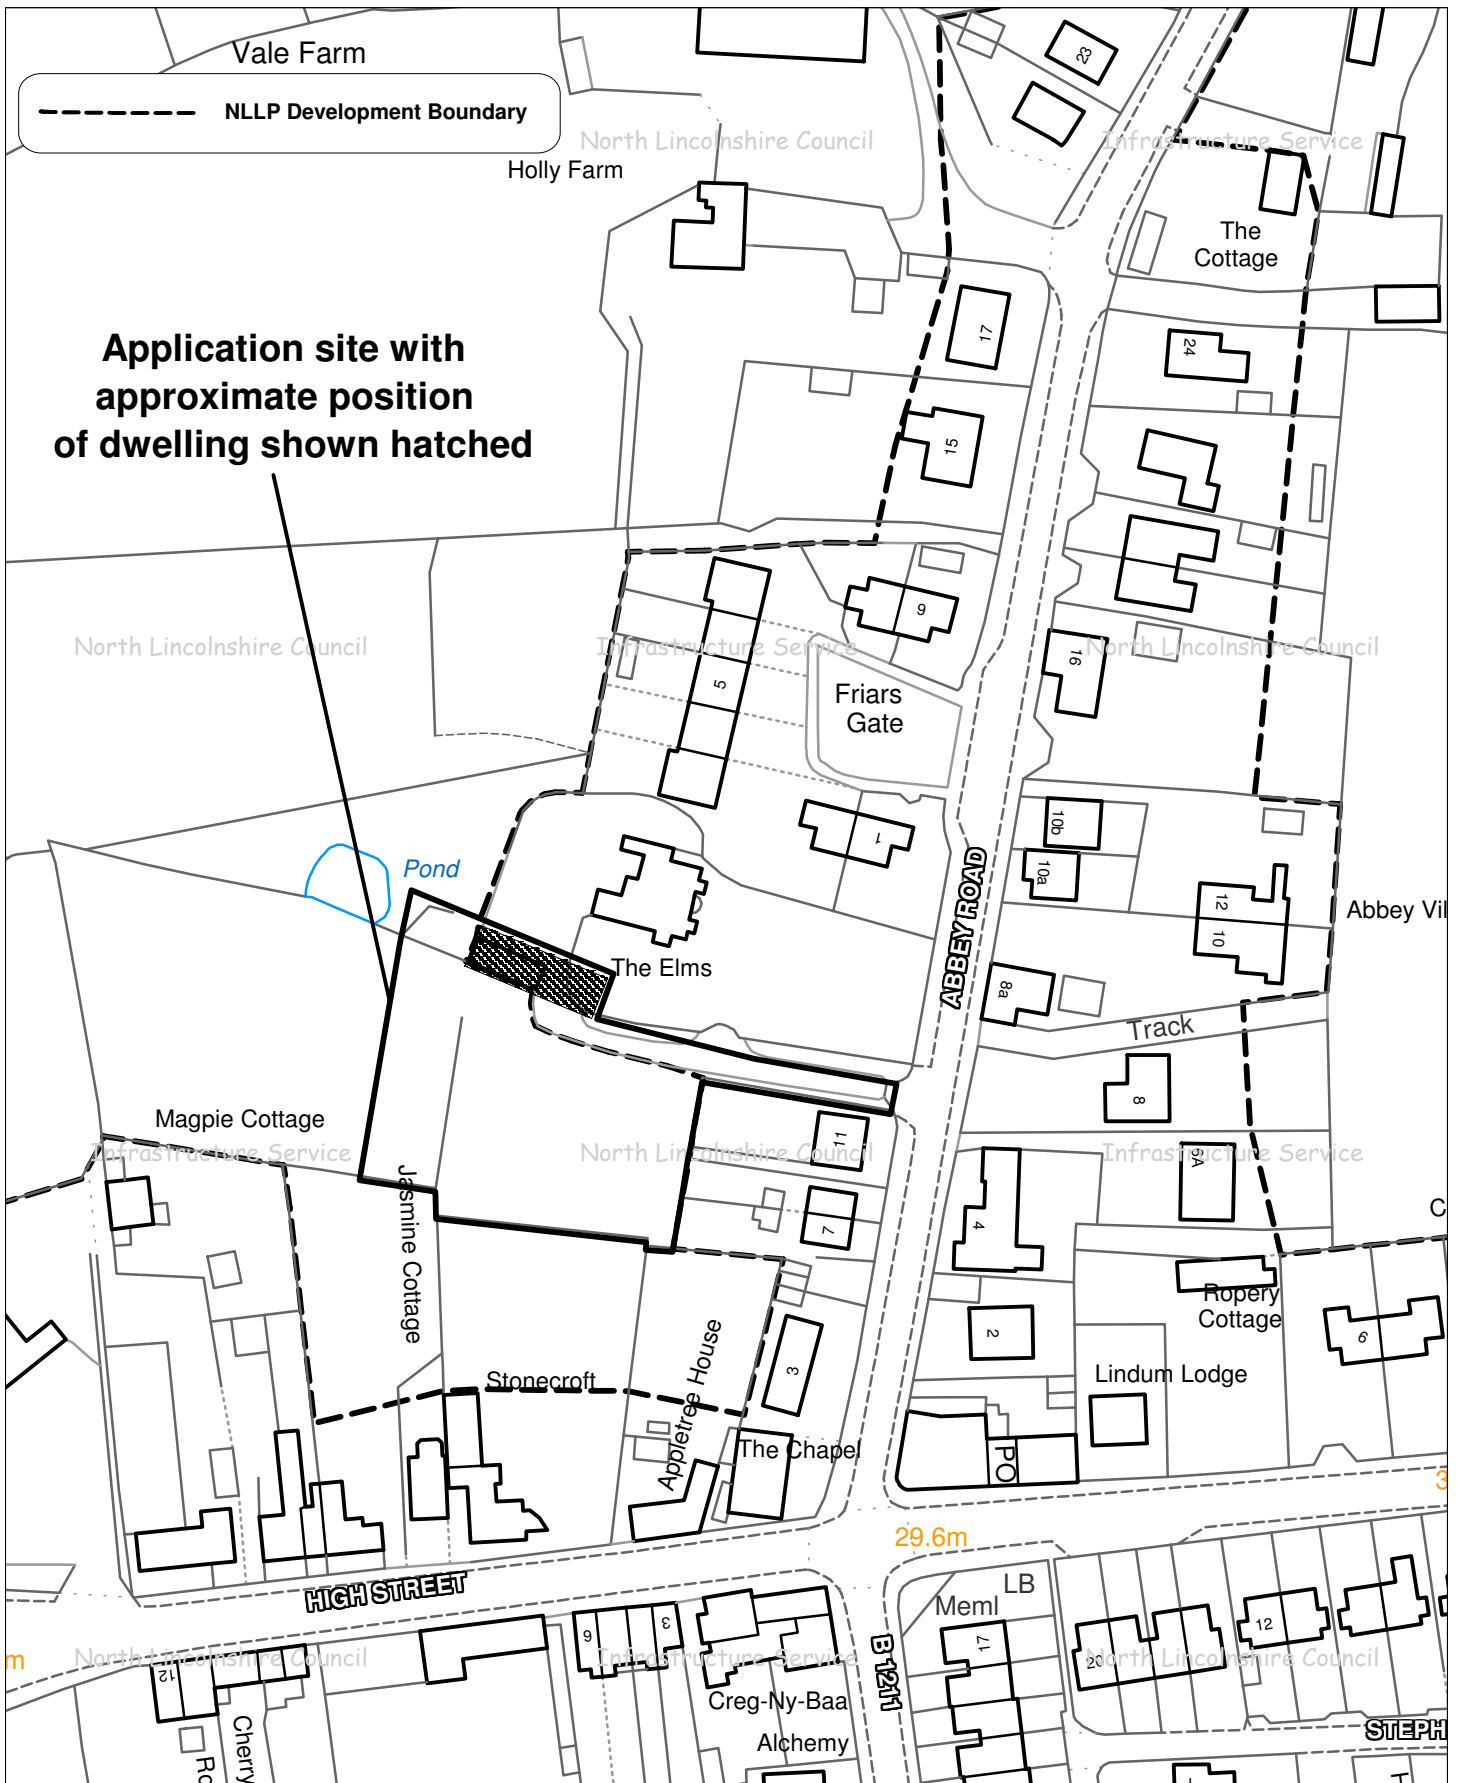 Vale Farm
NLLP Development Boundary
North Lincolnshire Council
Infrastructure Service
Holly Farm
23
The
Cottage
Application site with
approximate position
of dwelling shown hatched
17
24
15
9
North Lincolnshire Council
Infrastructure Service
North Lincolnshire Council
16
5
Friars
Gate
1
10b
10a
Pond
ABBEY ROAD
12
10
Abbey Vil
The Elms
8a
Track
8
Magpie Cottage
11
Infrastructure Service
North Lincolnshire Council
Infrastructure Service
6A
Jasmine Cottage
7
4
C
Ropery
Cottage
2
6
Stonecroft
Appletree House
3
Lindum Lodge
The Chapel
PO
3
29.6m
HIGH STREET
LB
Meml
6
3
17
12
20
m
North Lincolnshire Council
Infrastructure Service
North Lincolnshire Council
12
B 1211
Creg-Ny-Baa
Alchemy
Cherry
Ro
STEPH